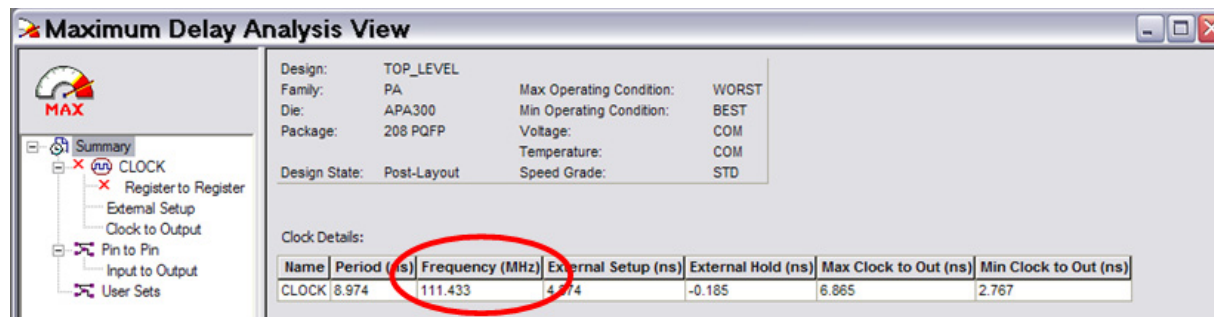 Maximum Delay Analysis View
MAX
Summary
CLOCK
Register to Register
External Setup
Clock to Output
Pin to Pin
Input to Output
User Sets
Design: TOP_LEVEL
Family: PA Max Operating Condition: WORST
Die: APA300 Min Operating Condition: BEST
Package: 208 PQFP Voltage: COM
Temperature: COM
Design State: Post-Layout Speed Grade: STD
Clock Details:
Name Period (ns) Frequency (MHz) External Setup (ns) External Hold (ns) Max Clock to Out (ns) Min Clock to Out (ns)
CLOCK 8.974 111.433 -0.185 6.865 2.767